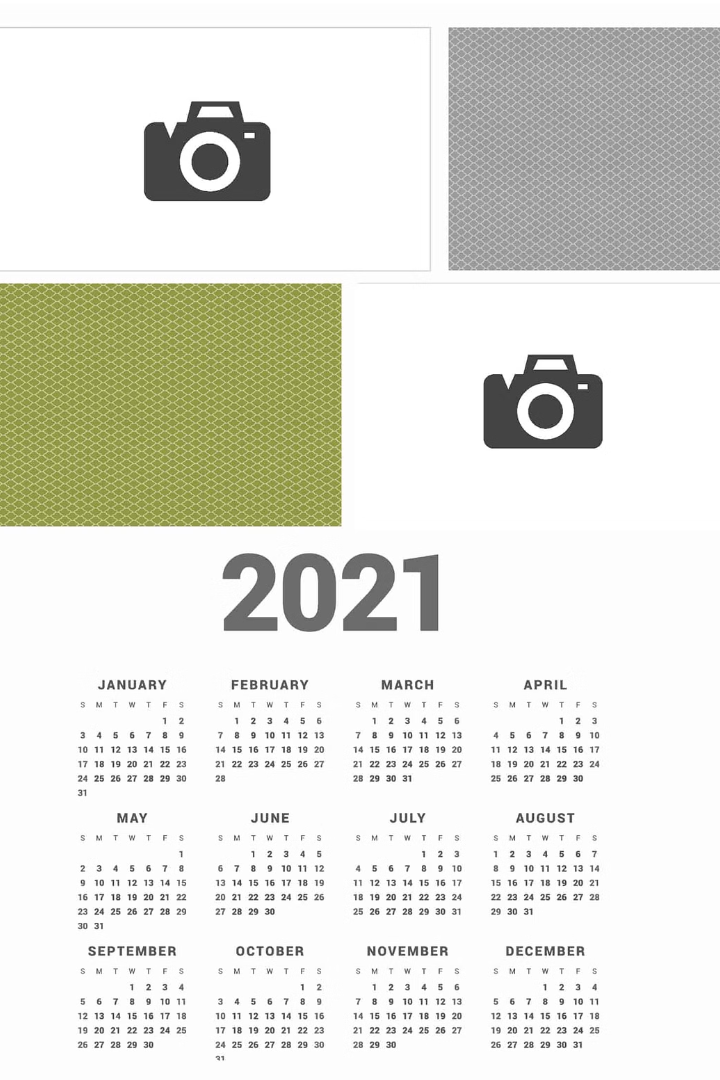 2021
JANUARY FEBRUARY MARCH APRIL
S M T W T F S S M T W T F S S M T W T F S S M T W T F S
1 2 1 2 3 4 5 6 1 2 3 4 5 6 1 2 3
3 4 5 6 7 8 9 7 8 9 10 11 12 13 7 8 9 10 11 12 13 4 5 6 7 8 9 10
10 11 12 13 14 15 16 14 15 16 17 18 19 20 14 15 16 17 18 19 20 11 12 13 14 15 16 17
17 18 19 20 21 22 23 21 22 23 24 25 26 27 21 22 23 24 25 26 27 18 19 20 21 22 23 24
24 25 26 27 28 29 30 28 28 29 30 31 25 26 27 28 29 30
31
MAY JUNE JULY AUGUST
S M T W T F S S M T W T F S S M T W T F S S M T W T F S
1 1 2 3 4 5 1 2 3 1 2 3 4 5 6 7
2 3 4 5 6 7 8 6 7 8 9 10 11 12 4 5 6 7 8 9 10 8 9 10 11 12 13 14
9 10 11 12 13 14 15 13 14 15 16 17 18 19 11 12 13 14 15 16 17 15 16 17 18 19 20 21
16 17 18 19 20 21 22 20 21 22 23 24 25 26 18 19 20 21 22 23 24 22 23 24 25 26 27 28
23 24 25 26 27 28 29 27 28 29 30 25 26 27 28 29 30 31 29 30 31
30 31
SEPTEMBER OCTOBER NOVEMBER DECEMBER
S M T W T F S S M T W T F S S M T W T F S S M T W T F S
1 2 3 4 1 2 1 2 3 4 5 6 1 2 3 4
5 6 7 8 9 10 11 3 4 5 6 7 8 9 7 8 9 10 11 12 13 5 6 7 8 9 10 11
12 13 14 15 16 17 18 10 11 12 13 14 15 16 14 15 16 17 18 19 20 12 13 14 15 16 17 18
19 20 21 22 23 24 25 17 18 19 20 21 22 23 21 22 23 24 25 26 27 19 20 21 22 23 24 25
26 27 28 29 30 24 25 26 27 28 29 30 28 29 30 26 27 28 29 30 31
31